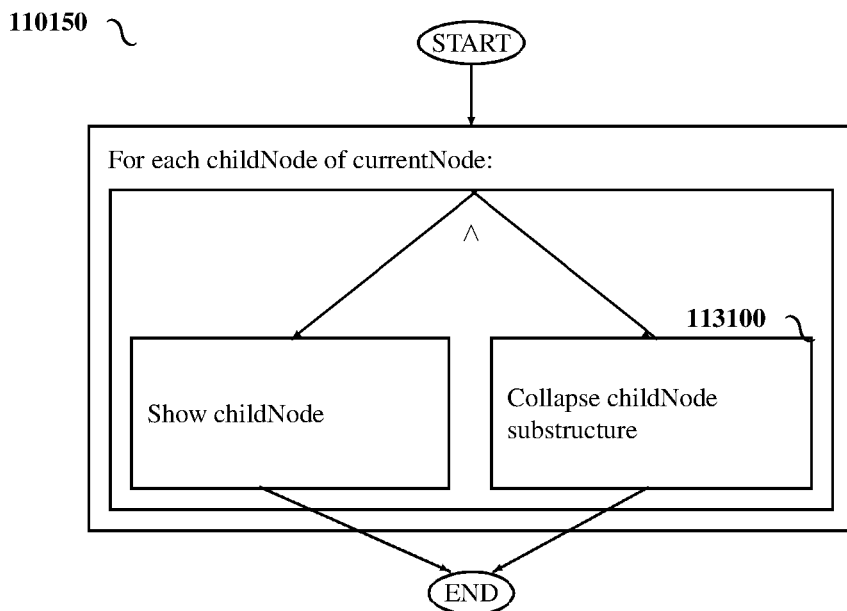 110150
START
For each childNode of currentNode:
∧
113100
Show childNode
Collapse childNode
substructure
END